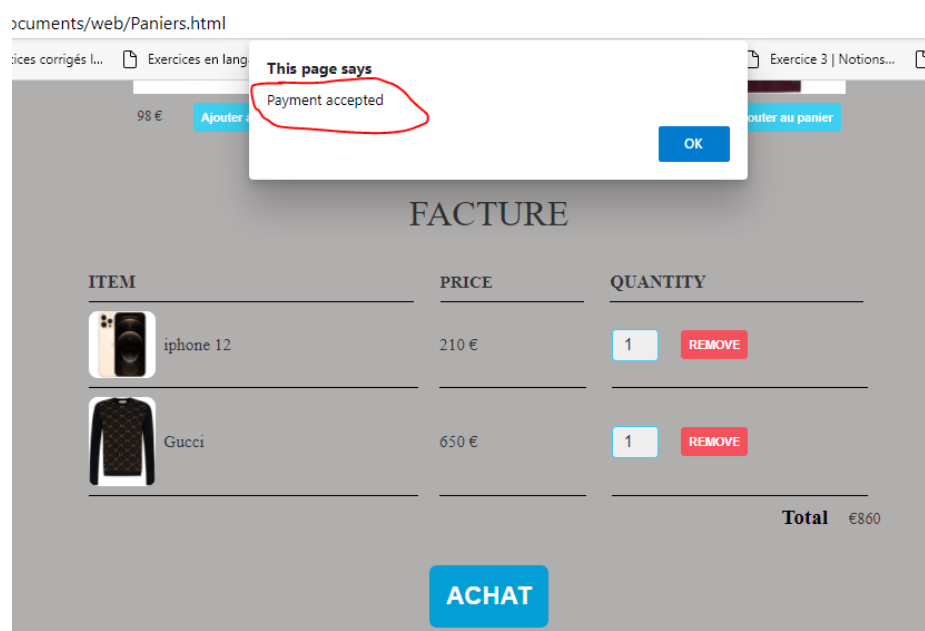 ocuments/web/Paniers.html
ices corrigés l... Exercices en lang Exercice 3 | Notions...
This page says
Payment accepted
OK
98 € Ajouter outer au panier
FACTURE
ITEM PRICE QUANTITY
iphone 12 210 € 1 REMOVE
Gucci 650 € 1 REMOVE
Total €860
ACHAT